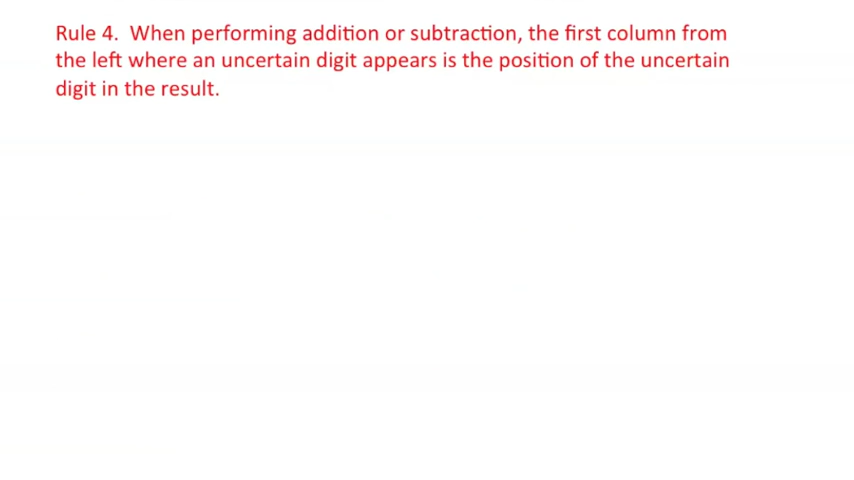 Rule 4.  When performing addition or subtraction, the first column from
the left where an uncertain digit appears is the position of the uncertain
digit in the result.